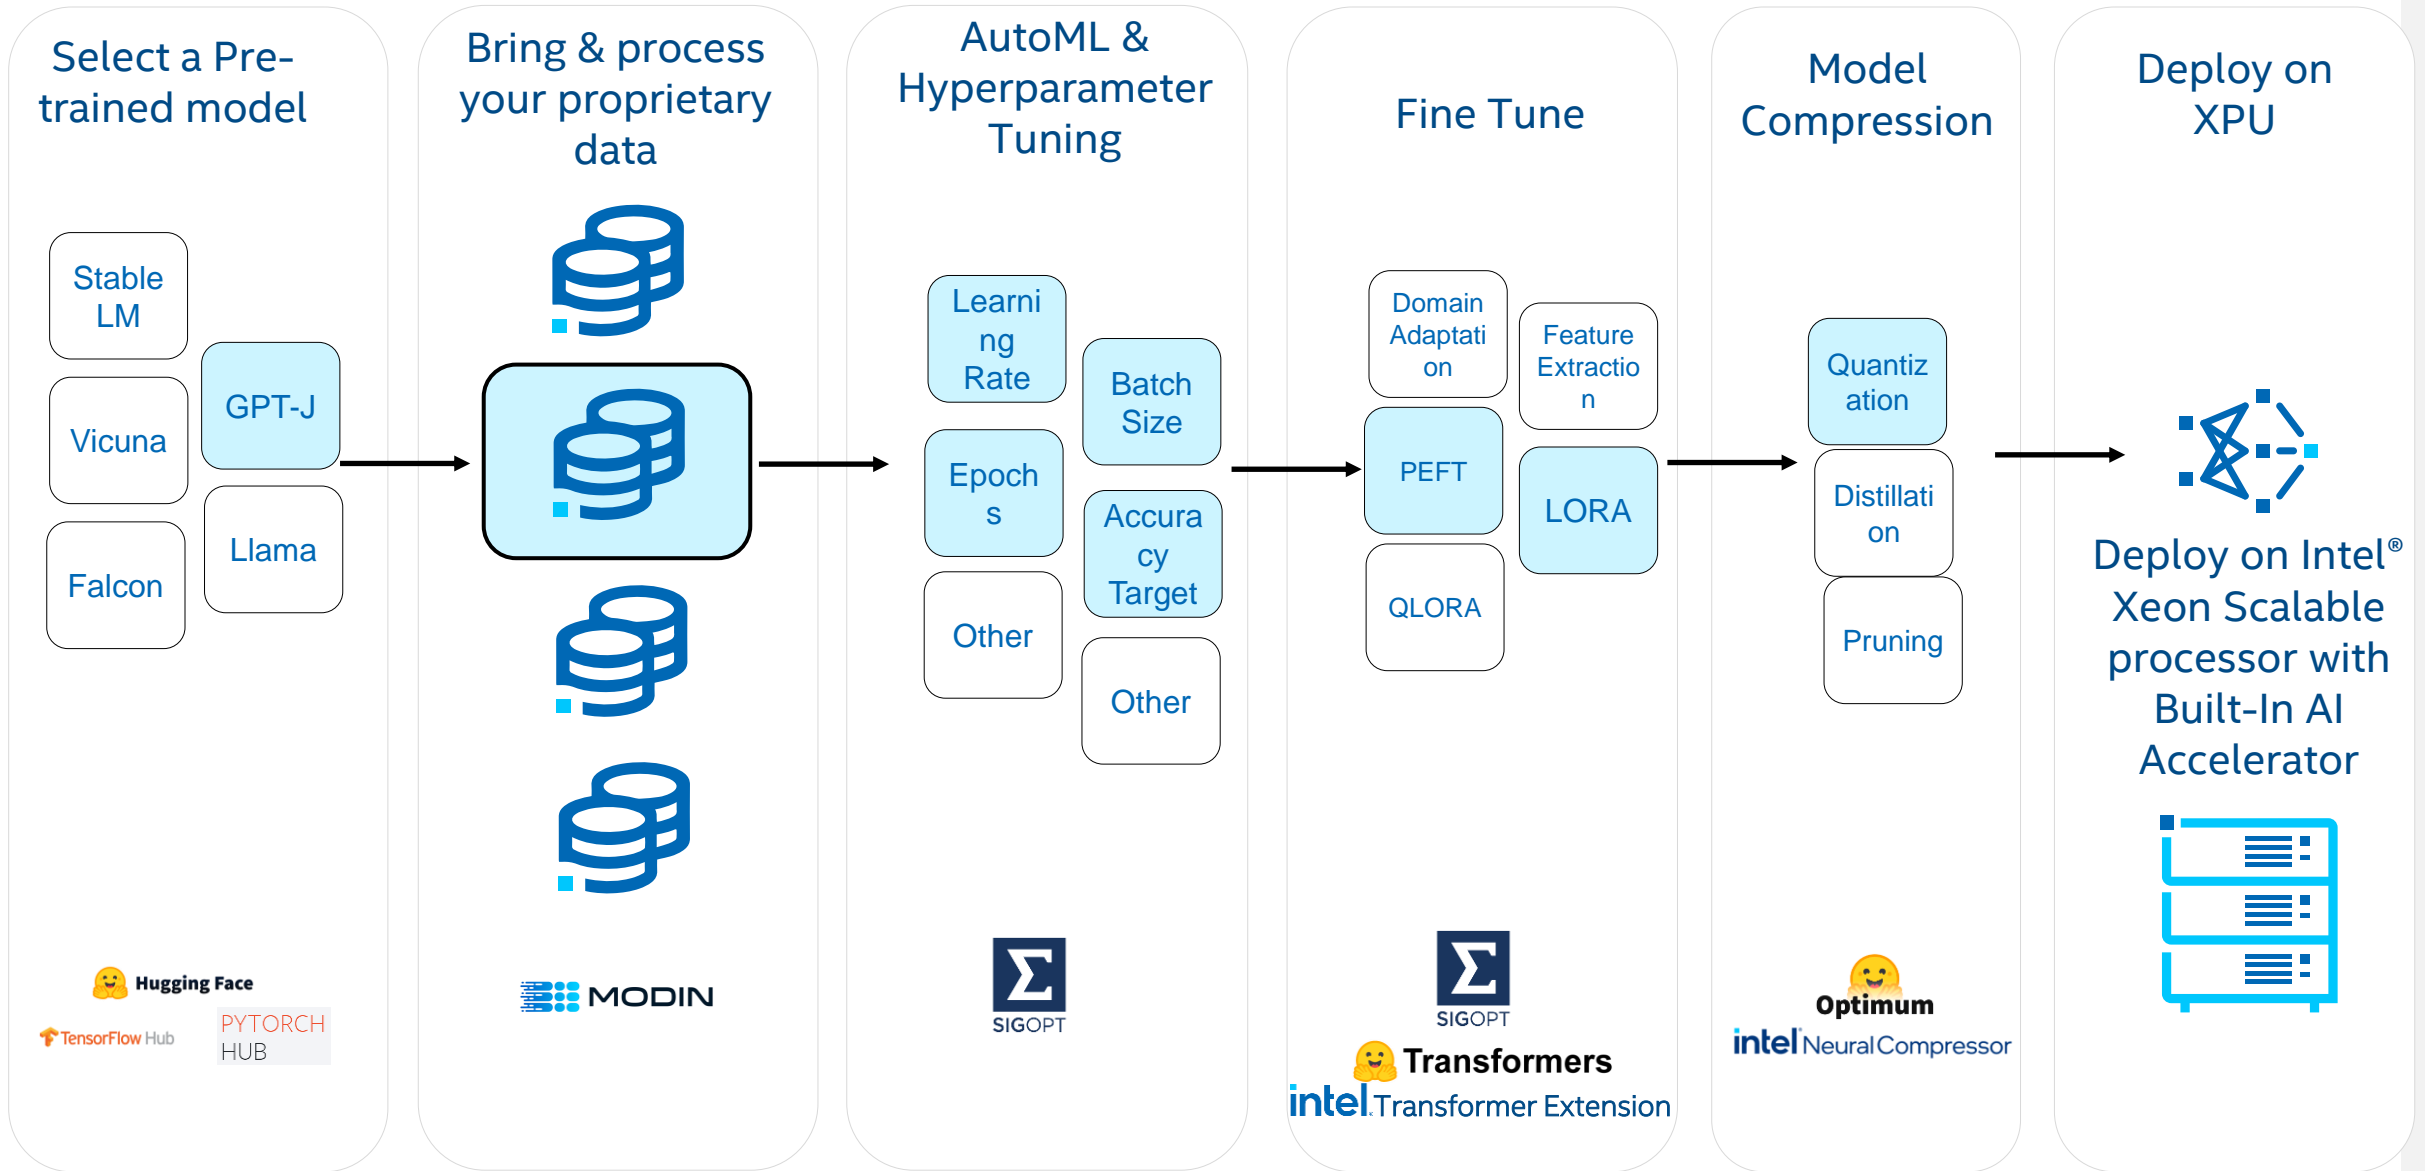 Select a Pre-
trained model
Stable
LM
GPT-J
Vicuna
Llama
Falcon
Hugging Face
TensorFlow Hub
PYTORCH
HUB
Bring & process
your proprietary
data
MODIN
AutoML &
Hyperparameter
Tuning
Learni
ng
Rate
Batch
Size
Epoch
s
Accura
cy
Target
Other
Other
SIGOPT
Fine Tune
Domain
Adaptati
on
Feature
Extractio
n
PEFT
LORA
QLORA
SIGOPT
Transformers
intel. Transformer Extension
Model
Compression
Quantiz
ation
Distillati
on
Pruning
Optimum
intel Neural Compressor
Deploy on
XPU
Deploy on Intel®
Xeon Scalable
processor with
Built-In AI
Accelerator